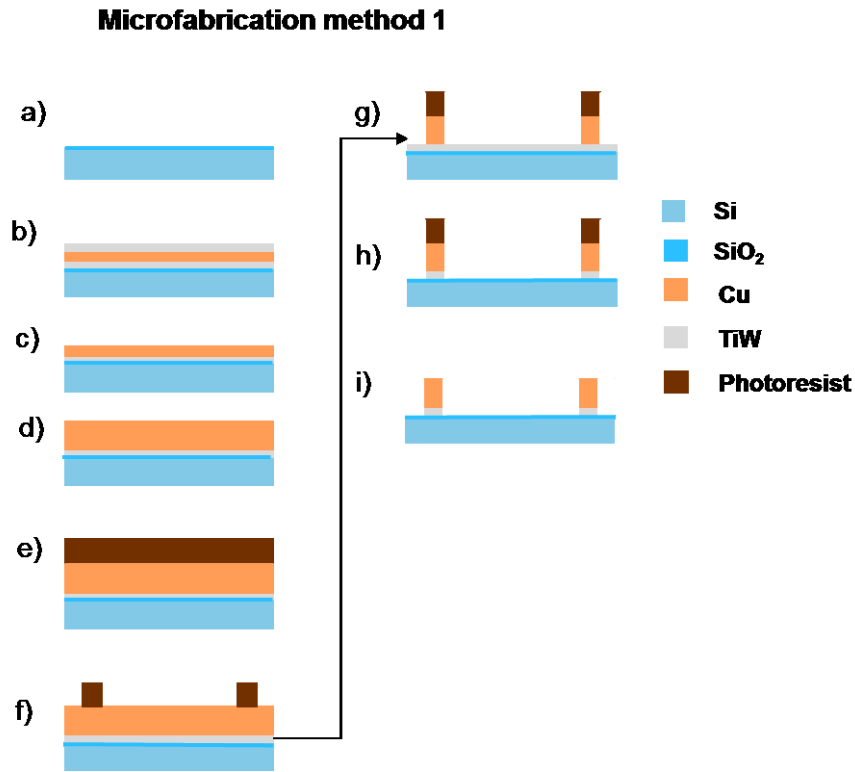 Microfabrication method 1
a)
b)
c)
d)
e)
f)
g)
h)
i)
Si
SiO₂
Cu
TiW
Photoresist